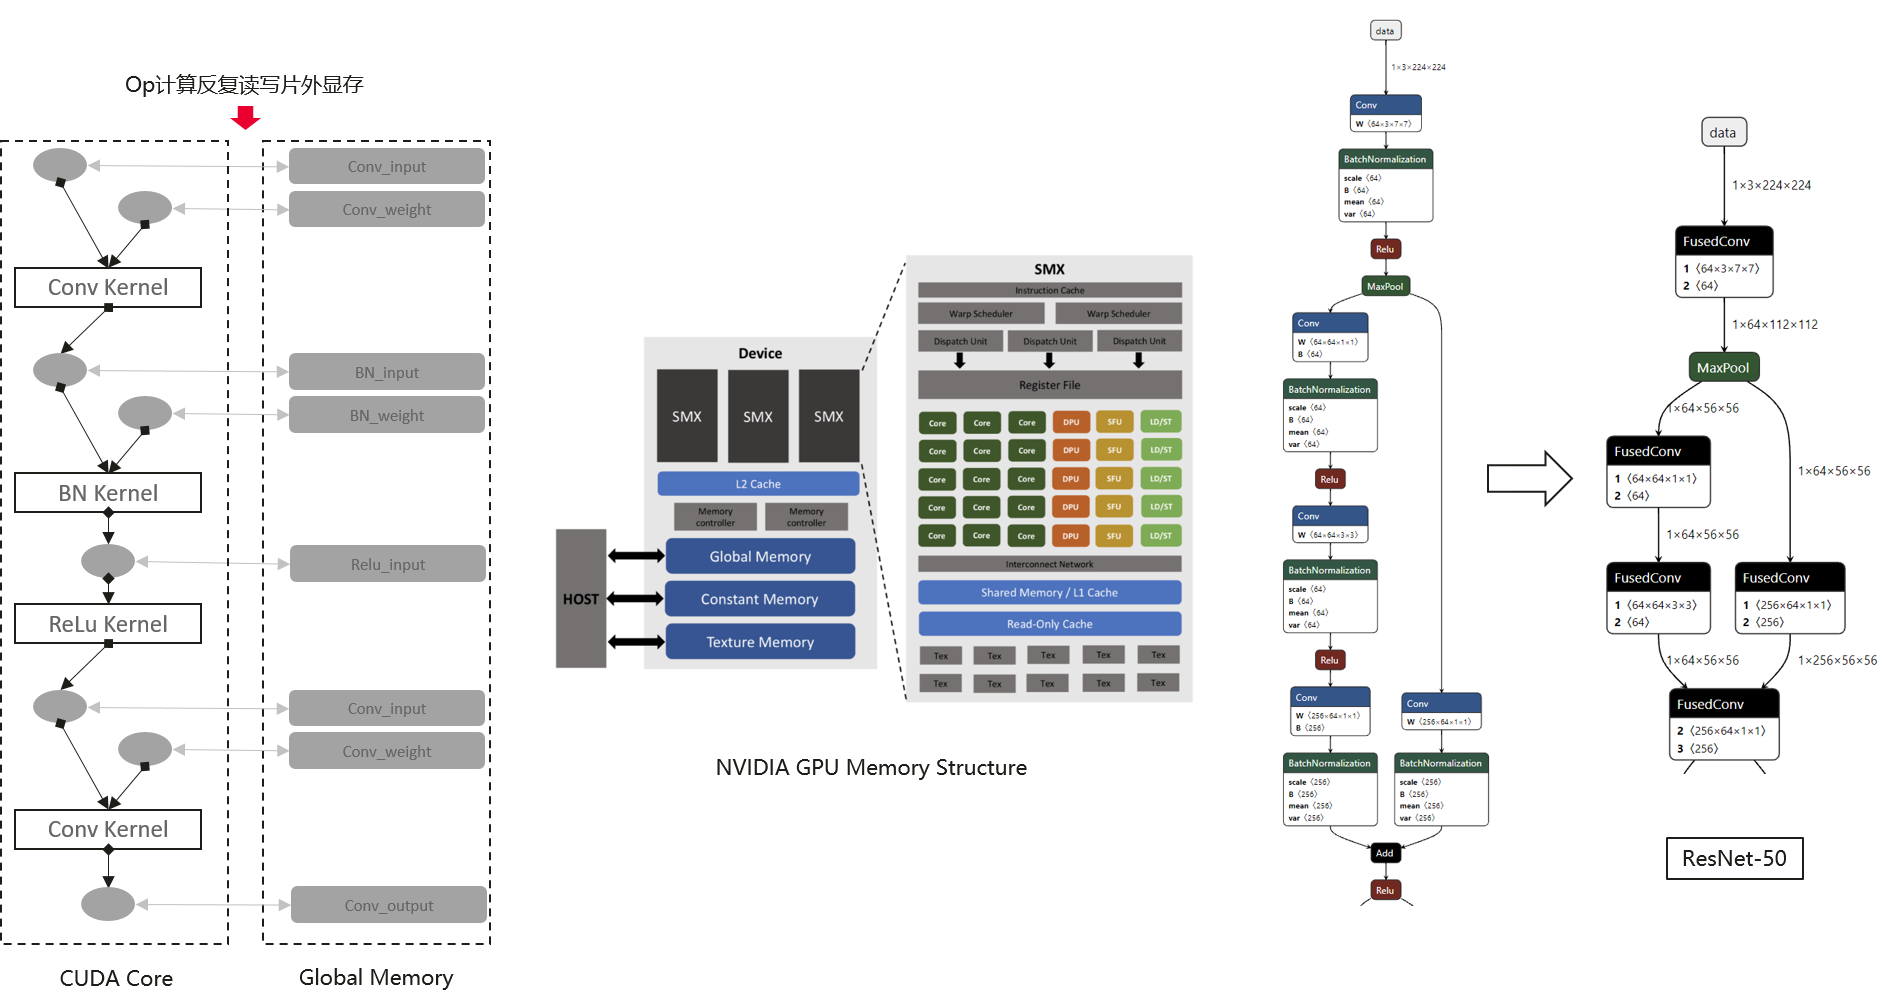 Op计算反复读写片外显存
Conv_input
Conv_weight
Conv Kernel
BN_input
BN_weight
BN Kernel
Relu_input
ReLu Kernel
Conv_input
Conv_weight
Conv Kernel
Conv_output
CUDA Core
Global Memory
Device
SMX
SMX
SMX
L2 Cache
Memory
controller
Memory
controller
HOST
Global Memory
Constant Memory
Texture Memory
SMX
Instruction Cache
Warp Scheduler
Warp Scheduler
Dispatch Unit
Dispatch Unit
Dispatch Unit
Register File
Core Core Core DPU SFU LD/ST
Core Core Core DPU SFU LD/ST
Core Core Core DPU SFU LD/ST
Core Core Core DPU SFU LD/ST
Core Core Core DPU SFU LD/ST
Interconnect Network
Shared Memory / L1 Cache
Read-Only Cache
Tex Tex Tex Tex Tex
Tex Tex Tex Tex Tex
NVIDIA GPU Memory Structure
data
1×3×224×224
Conv
W 〈64×3×7×7〉
BatchNormalization
scale 〈64〉
B 〈64〉
mean 〈64〉
var 〈64〉
Relu
MaxPool
Conv
W 〈64×64×1×1〉
B 〈64〉
BatchNormalization
scale 〈64〉
B 〈64〉
mean 〈64〉
var 〈64〉
Relu
Conv
W 〈64×64×3×3〉
BatchNormalization
scale 〈64〉
B 〈64〉
mean 〈64〉
var 〈64〉
Relu
Conv
W 〈256×64×1×1〉
B 〈256〉
Conv
W 〈256×64×1×1〉
BatchNormalization
scale 〈256〉
B 〈256〉
mean 〈256〉
var 〈256〉
BatchNormalization
scale 〈256〉
B 〈256〉
mean 〈256〉
var 〈256〉
Add
Relu
data
1×3×224×224
FusedConv
1 〈64×3×7×7〉
2 〈64〉
1×64×112×112
MaxPool
1×64×56×56
FusedConv
1 〈64×64×1×1〉
2 〈64〉
1×64×56×56
1×64×56×56
FusedConv
1 〈64×64×3×3〉
2 〈64〉
FusedConv
1 〈256×64×1×1〉
2 〈256〉
1×64×56×56
1×256×56×56
FusedConv
2 〈256×64×1×1〉
3 〈256〉
ResNet-50